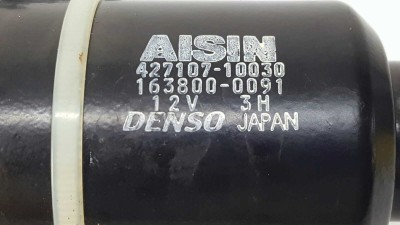 AISIN
427107-10030
163800-0091
12V 3H
DENSO JAPAN